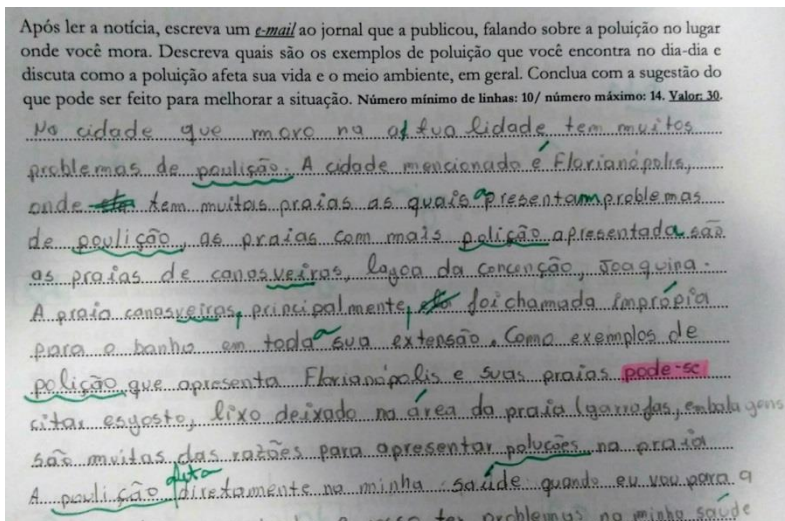 Após ler a notícia, escreva um e-mail ao jornal que a publicou, falando sobre a poluição no lugar
onde você mora. Descreva quais são os exemplos de poluição que você encontra no dia-dia e
discuta como a poluição afeta sua vida e o meio ambiente, em geral. Conclua com a sugestão do
que pode ser feito para melhorar a situação. Número mínimo de linhas: 10/ número máximo: 14. Valor: 30.
Na cidade que moro na atualidade tem muitos
problemas de poulição. A cidade mencionada é Florianópolis,
onde tem muitas praias as quais apresentam problemas
de poulição, as praias com mais polição apresentada são
as praias de canasveiras, lagoa da Concenção, Joaquina.
A praia canasveiras, principalmente, foi chamada imprópia
para o banho em toda a sua extensão. Como exemplos de
polição que apresenta Florianópolis e suas praias pode-se
citar esgosto, lixo deixado na área da praia (garrafas, embalagens
são muitas das razões para apresentar poluções na praia
A poulição afeta diretamente na minha saúde quando eu vou para a
ter problemas na minha saúde